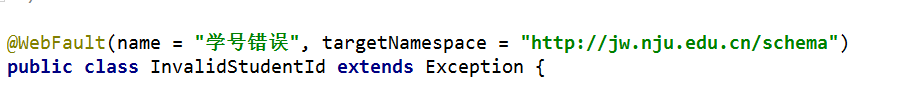 @WebFault(name = "学号错误", targetNamespace = "http://jw.nju.edu.cn/schema")
public class InvalidStudentId extends Exception {